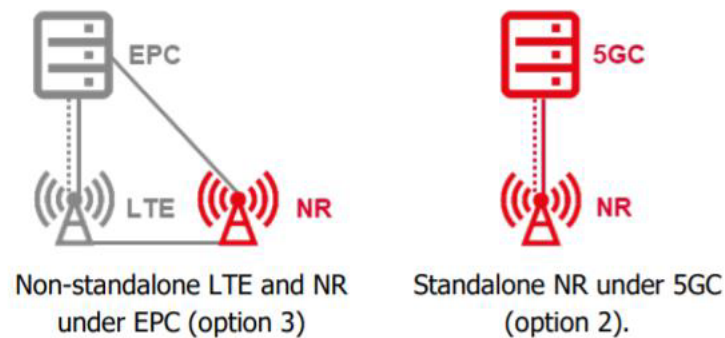 EPC
LTE
NR
Non-standalone LTE and NR
under EPC (option 3)
5GC
NR
Standalone NR under 5GC
(option 2).